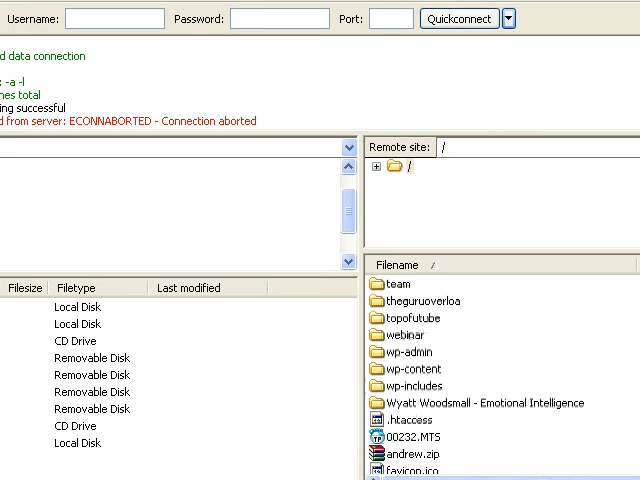 Username: Password: Port: Quickconnect
d data connection
: -a -l
hes total
ing successful
d from server: ECONNABORTED - Connection aborted
Remote site: /
/
Filesize Filetype Last modified
Local Disk
Local Disk
CD Drive
Removable Disk
Removable Disk
Removable Disk
Removable Disk
CD Drive
Local Disk
Filename
team
theguruoverloa
topofutube
webinar
wp-admin
wp-content
wp-includes
Wyatt Woodsmall - Emotional Intelligence
.htaccess
00232.MTS
andrew.zip
favicon.ico